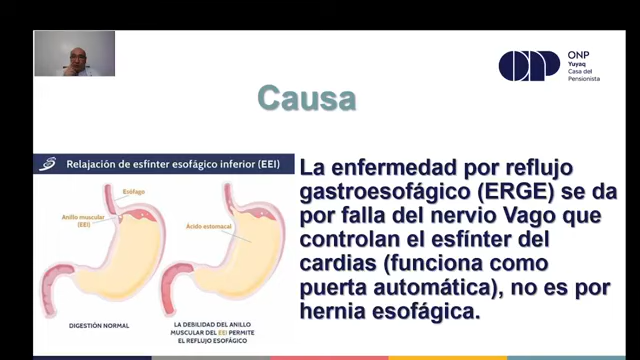 ONP
Yuyaq
Casa del
Pensionista
Causa
Relajación de esfínter esofágico inferior (EEI)
Esófago
Anillo muscular
(EEI)
Ácido estomacal
DIGESTIÓN NORMAL
LA DEBILIDAD DEL ANILLO
MUSCULAR DEL EEI PERMITE
EL REFLUJO ESOFÁGICO
La enfermedad por reflujo
gastroesofágico (ERGE) se da
por falla del nervio Vago que
controlan el esfínter del
cardias (funciona como
puerta automática), no es por
hernia esofágica.